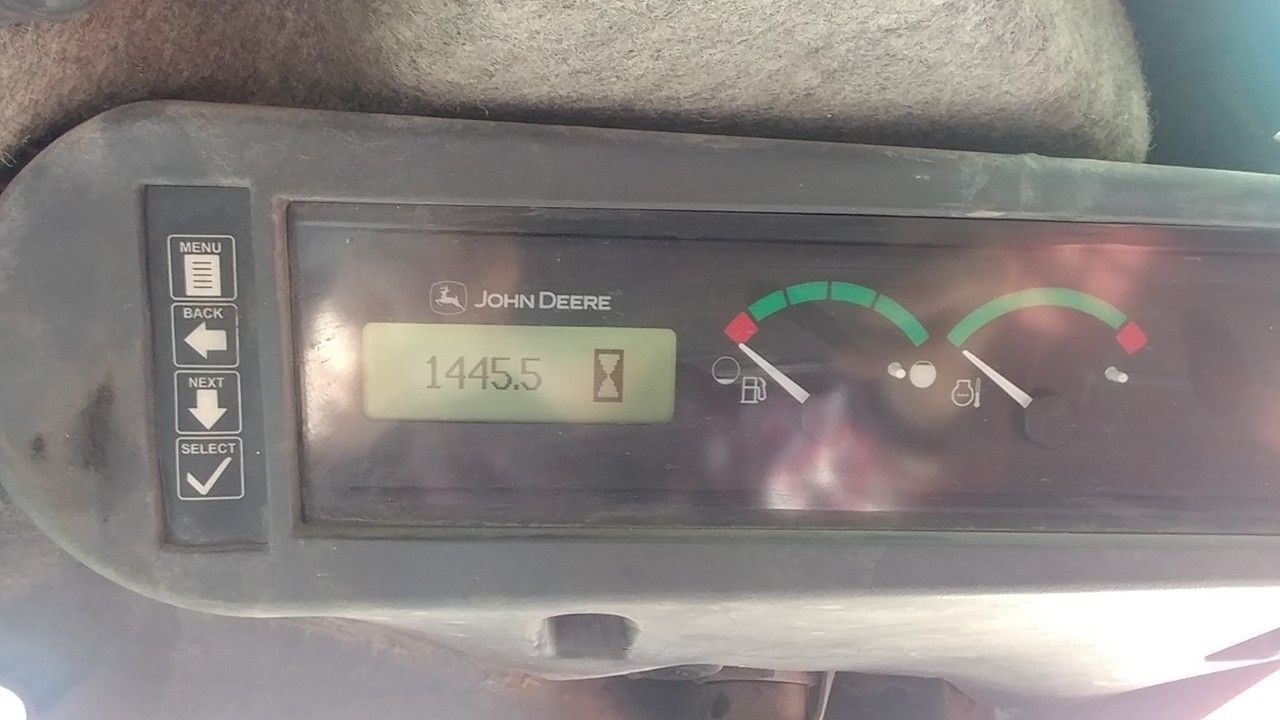 MENU
BACK
NEXT
SELECT
JOHN DEERE
1445.5